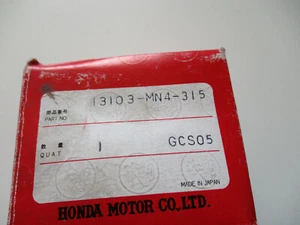 部品番号 13103-MN4-315
PART NO.
数量 1 GCS05
QUAT
MADE IN JAPAN
HONDA MOTOR CO.,LTD.